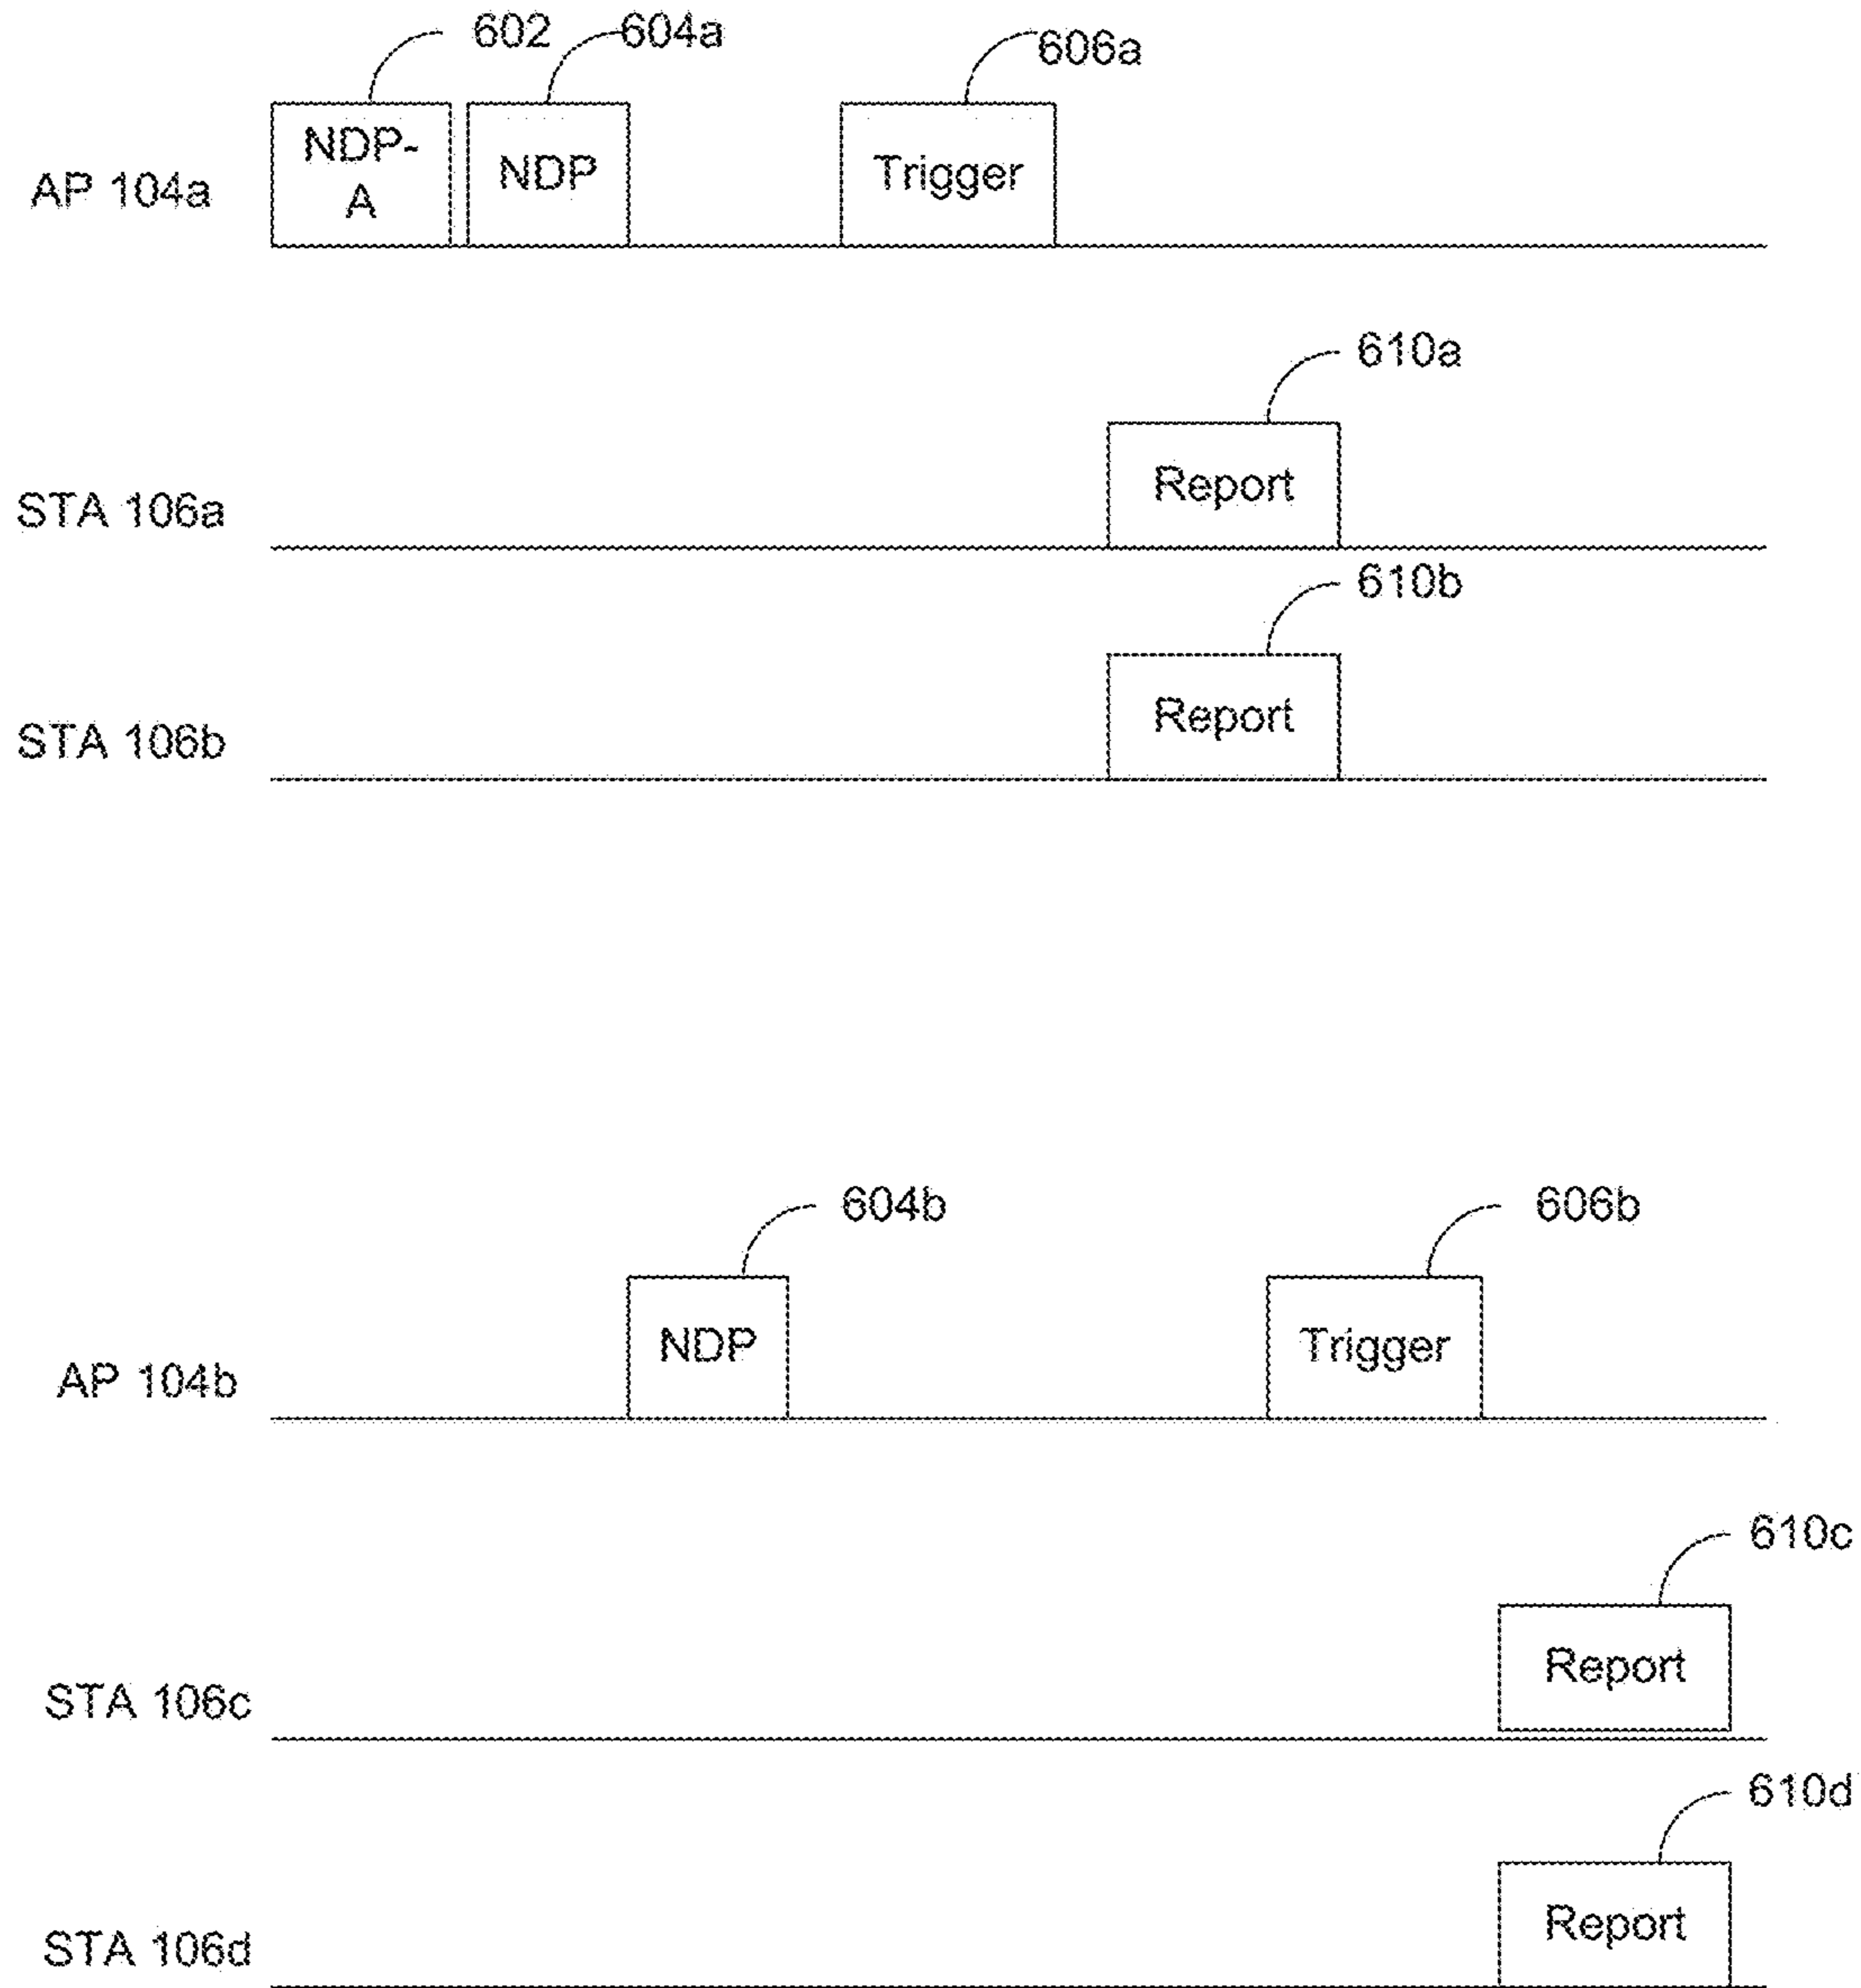 602
604a
606a
NDP-
A
NDP
Trigger
AP 104a
610a
Report
STA 106a
610b
Report
STA 106b
604b
606b
NDP
Trigger
AP 104b
610c
Report
STA 106c
610d
Report
STA 106d